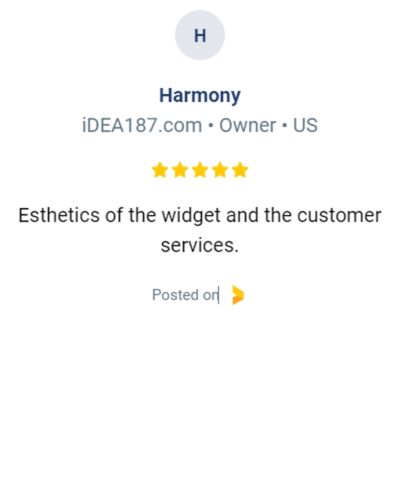 H
Harmony
iDEA187.com • Owner • US
Esthetics of the widget and the customer
services.
Posted on